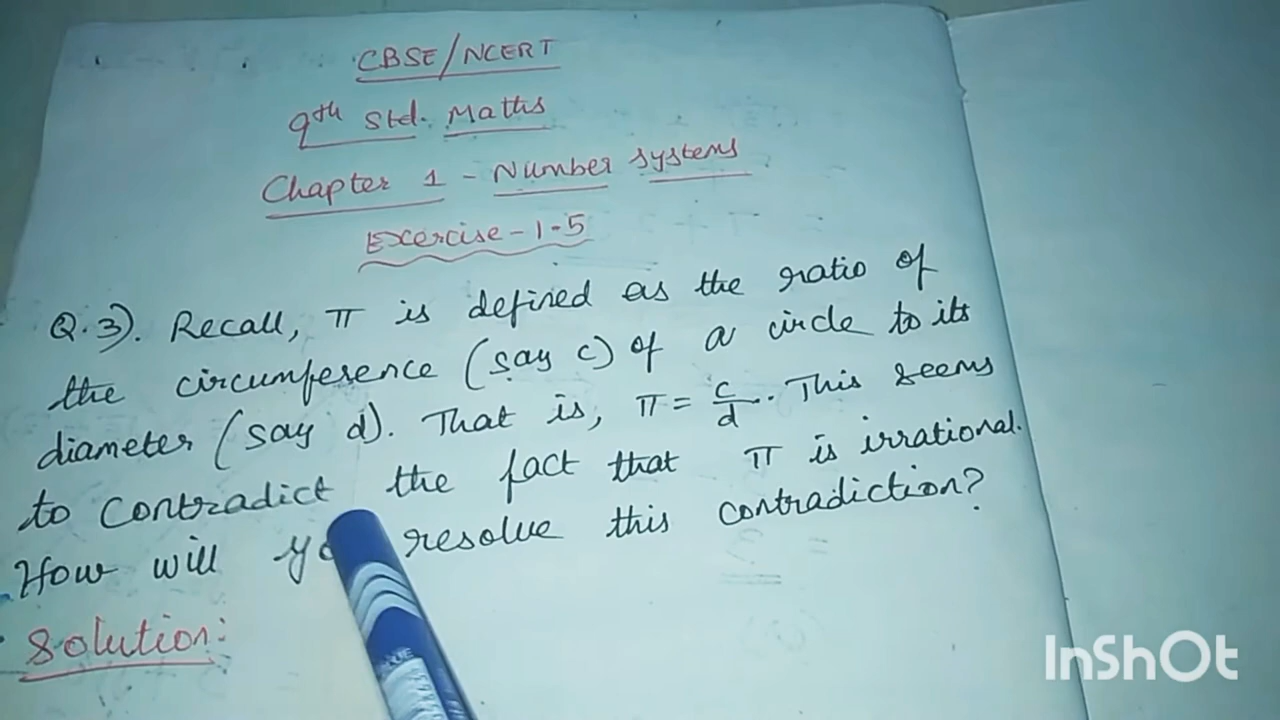 CBSE/NCERT
9th Std. Maths
Chapter 1 - Number systems
Exercise-1.5
Q.3). Recall, π is defined as the ratio of
the circumference (say c) of a circle to its
diameter (say d). That is, π = c/d. This seems
to contradict the fact that π is irrational.
How will resolve this contradiction?
Solution:
InShOt